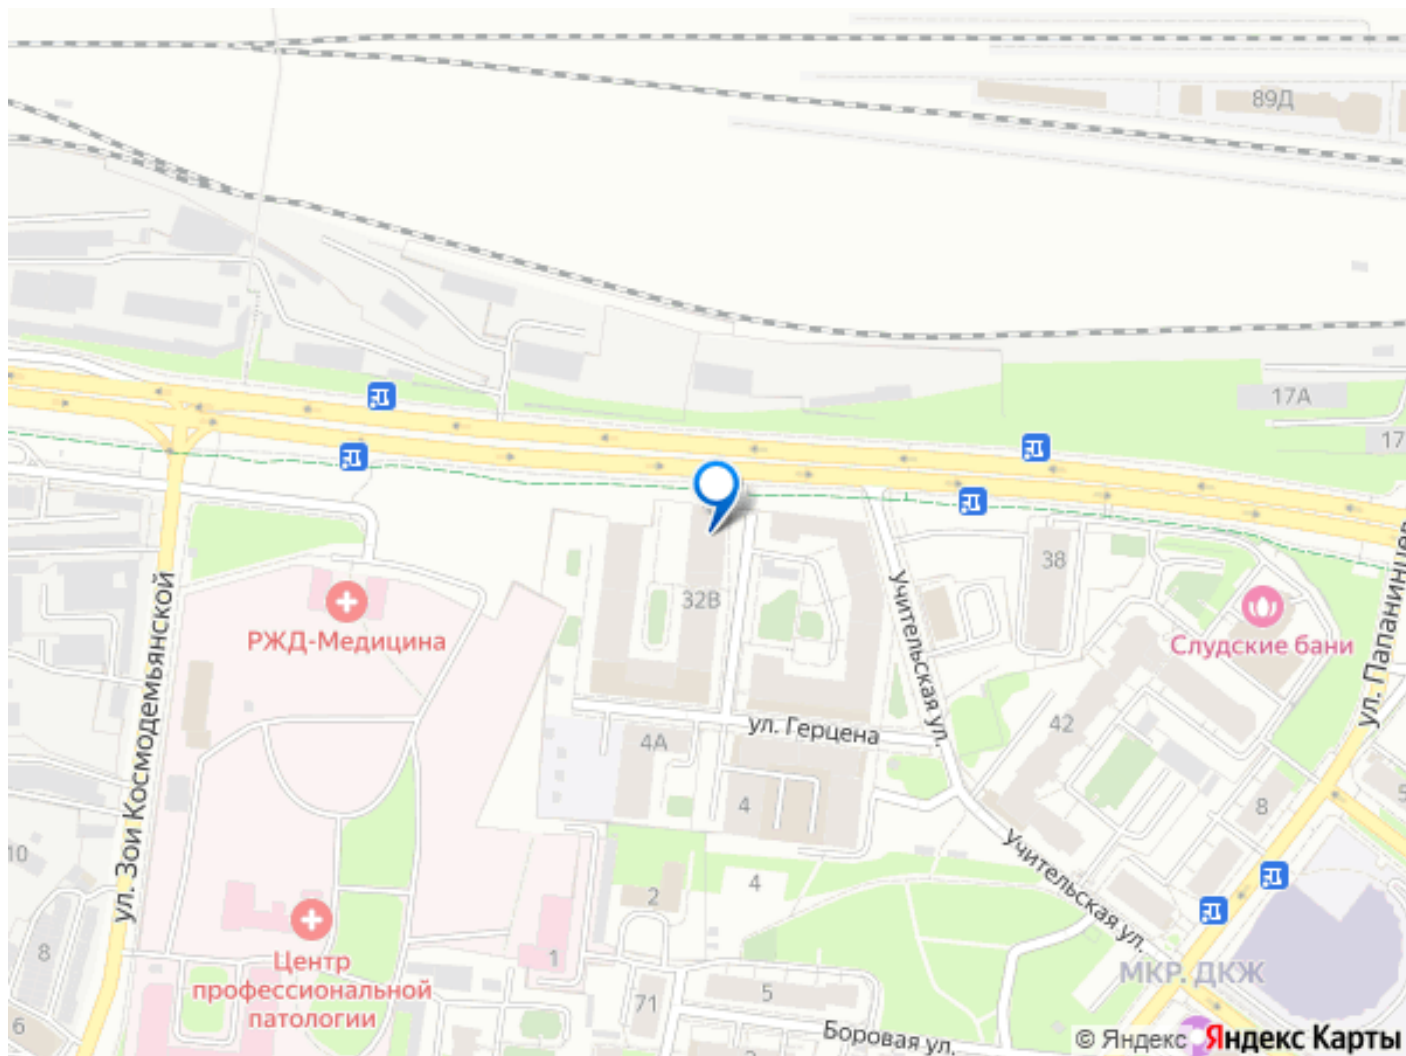 89Д
17А
17
38
32В
РЖД-Медицина
Слудские бани
ул. Папанинцев
Учительская ул.
ул. Зои Космодемьянской
42
ул. Герцена
4А
4
8
5
10
Учительская ул.
4
2
8
Центр
профессиональной
патологии
1
МКР. ДКЖ
71
5
6
Боровая ул.
© Яндекс Яндекс Карты